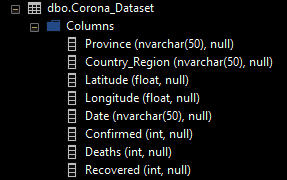 dbo.Corona_Dataset
Columns
Province (nvarchar(50), null)
Country_Region (nvarchar(50), null)
Latitude (float, null)
Longitude (float, null)
Date (nvarchar(50), null)
Confirmed (int, null)
Deaths (int, null)
Recovered (int, null)